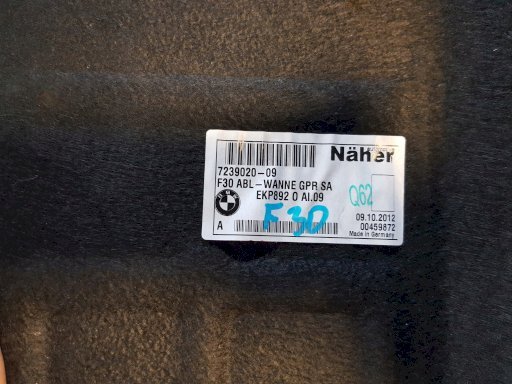 Näher
7239020-09
F30 ABL-WANNE GPR SA
EKP892 0 AI.09
Q62
F30
09.10.2012
A
00459872
Made in Germany